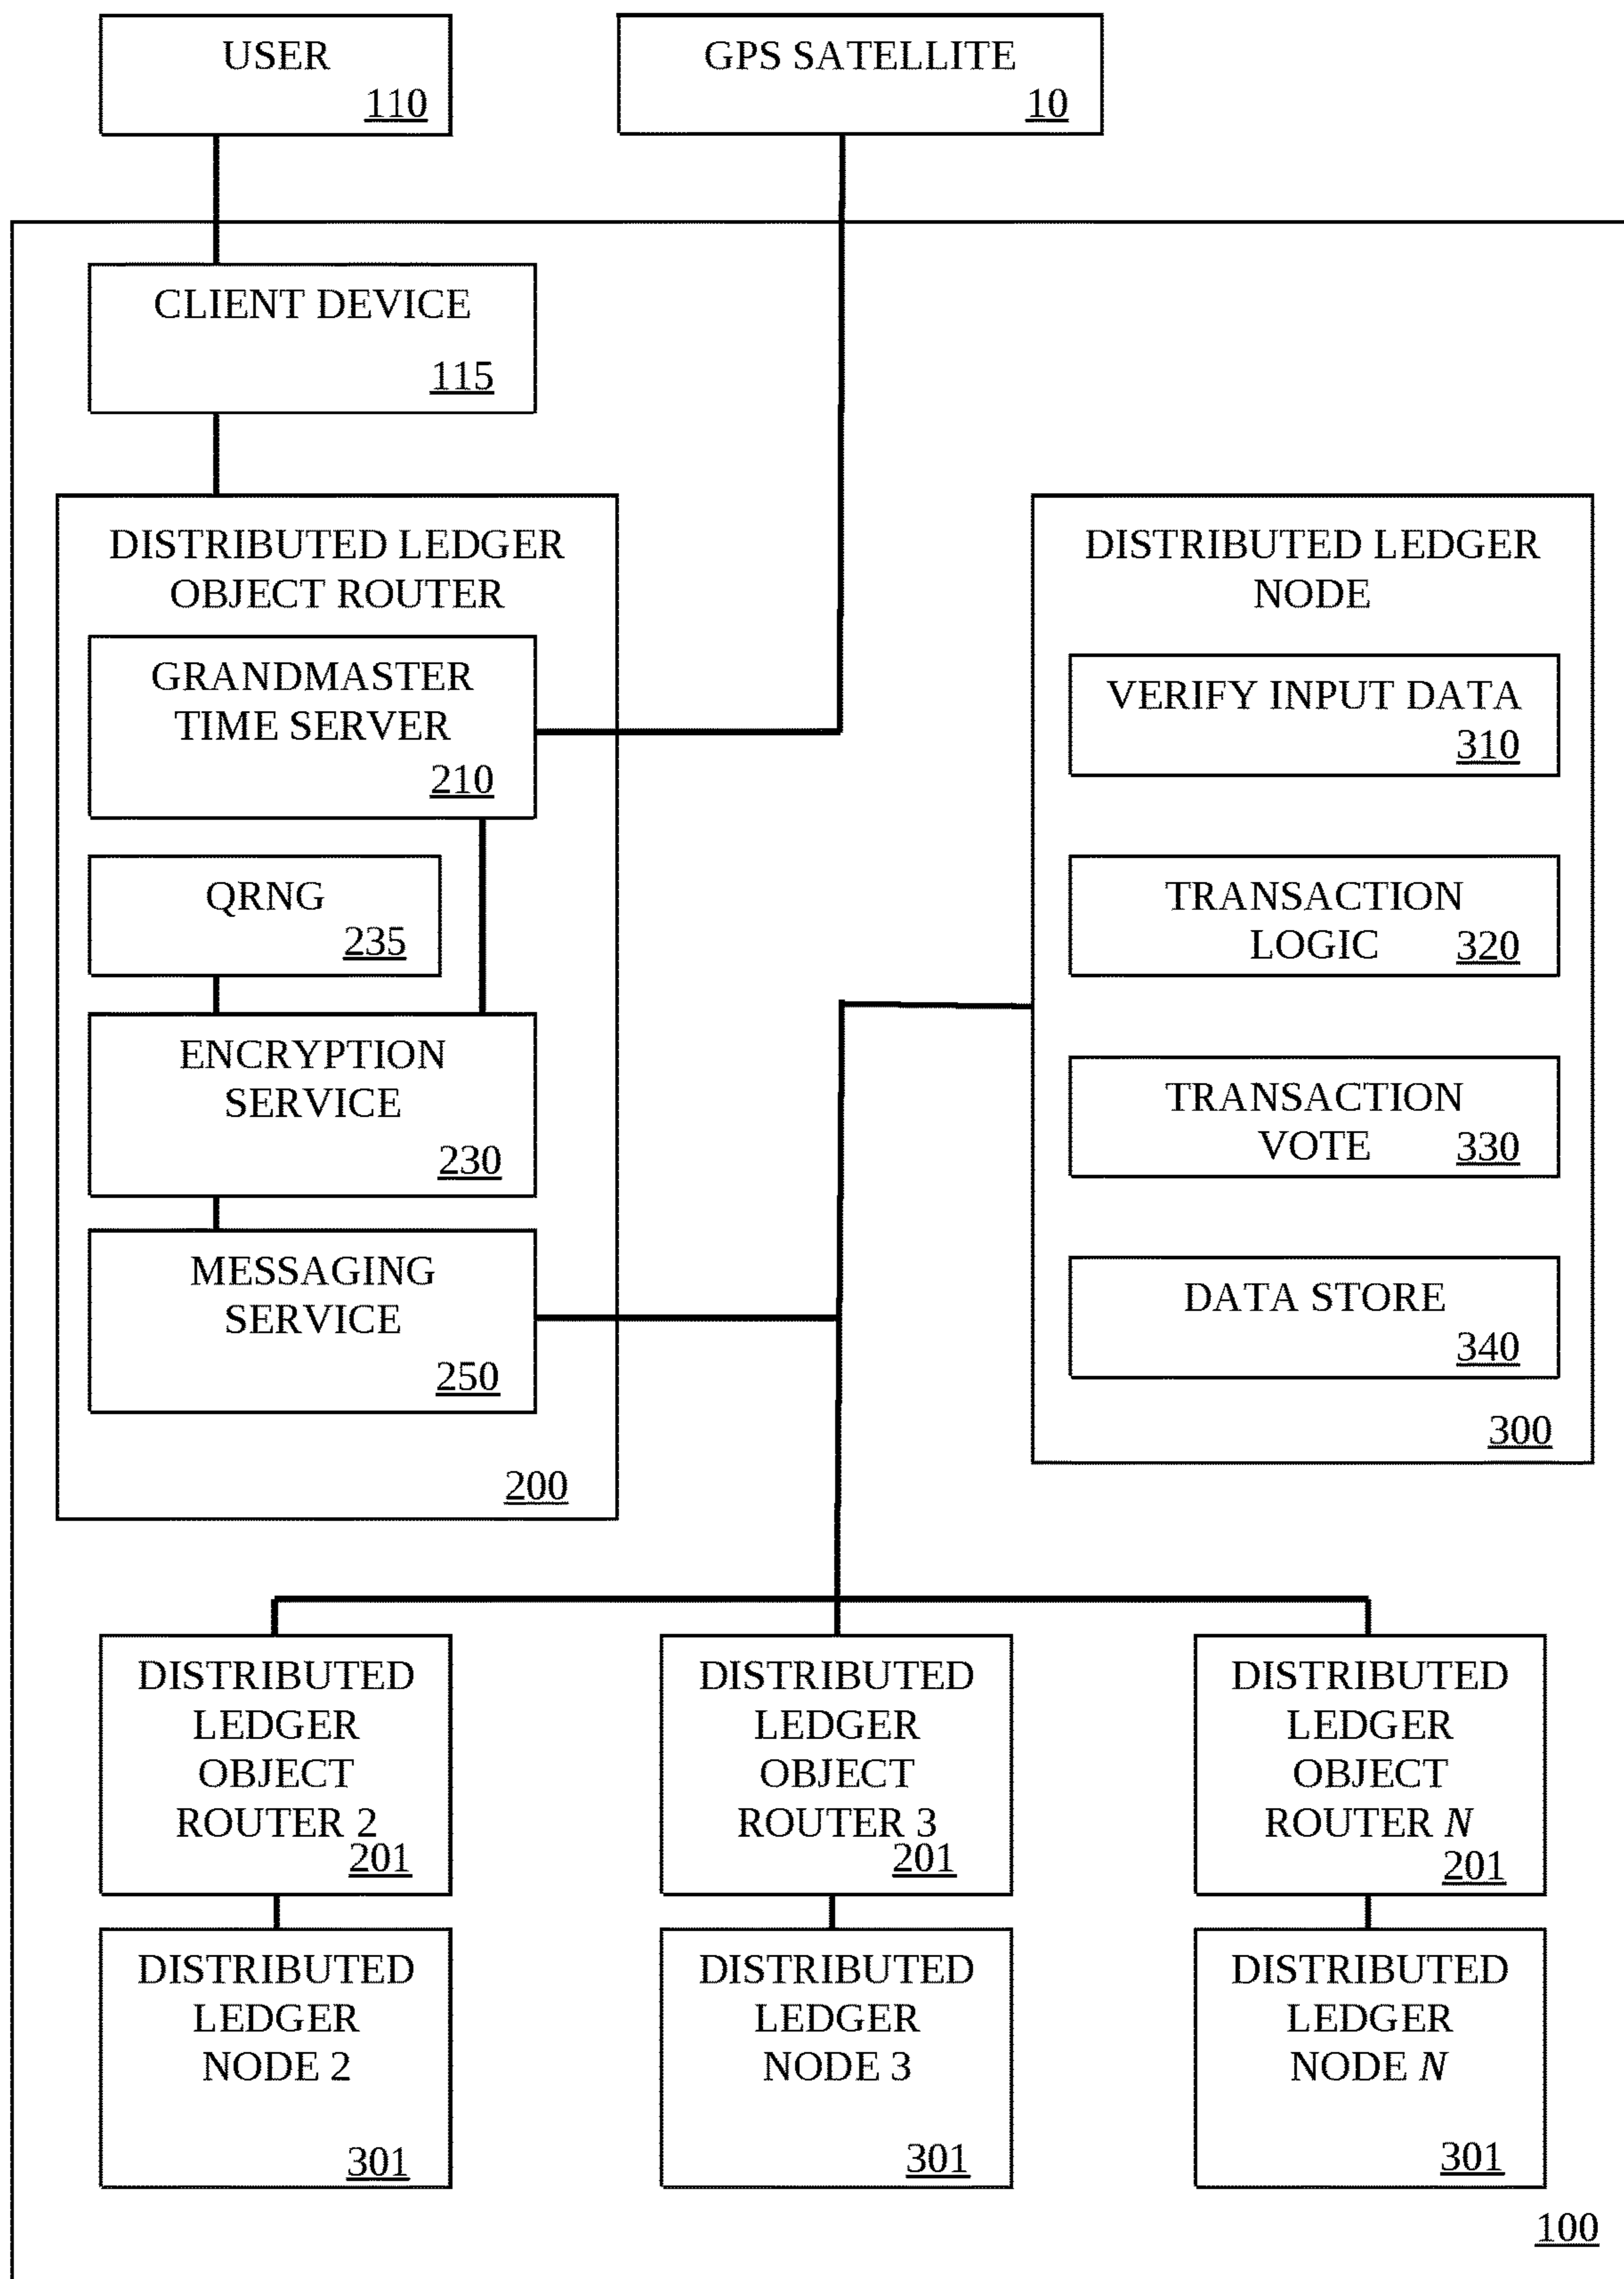 USER
110
GPS SATELLITE
10
CLIENT DEVICE
115
DISTRIBUTED LEDGER
OBJECT ROUTER
GRANDMASTER
TIME SERVER
210
QRNG
235
ENCRYPTION
SERVICE
230
MESSAGING
SERVICE
250
200
DISTRIBUTED LEDGER
NODE
VERIFY INPUT DATA
310
TRANSACTION
LOGIC 320
TRANSACTION
VOTE 330
DATA STORE
340
300
DISTRIBUTED
LEDGER
OBJECT
ROUTER 2
201
DISTRIBUTED
LEDGER
OBJECT
ROUTER 3
201
DISTRIBUTED
LEDGER
OBJECT
ROUTER N
201
DISTRIBUTED
LEDGER
NODE 2
301
DISTRIBUTED
LEDGER
NODE 3
301
DISTRIBUTED
LEDGER
NODE N
301
100